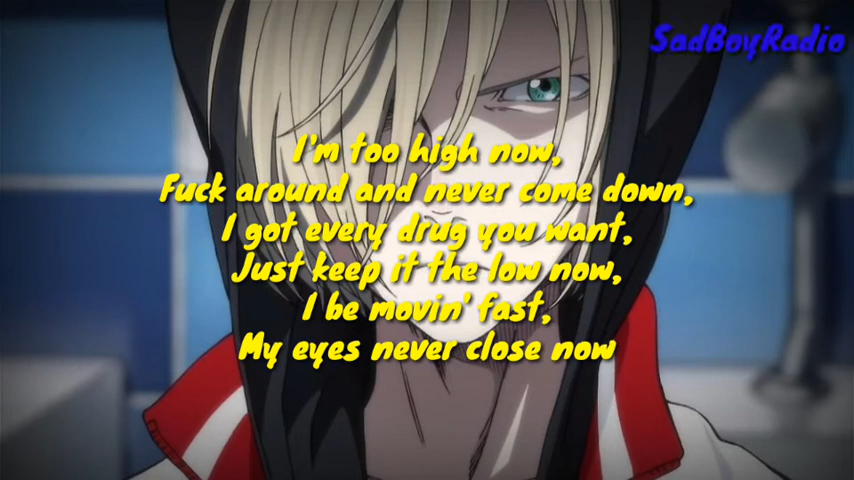 SadBoyRadio
I'm too high now,
Fuck around and never come down,
I got every drug you want,
Just keep it the low now,
I be movin' fast,
My eyes never close now